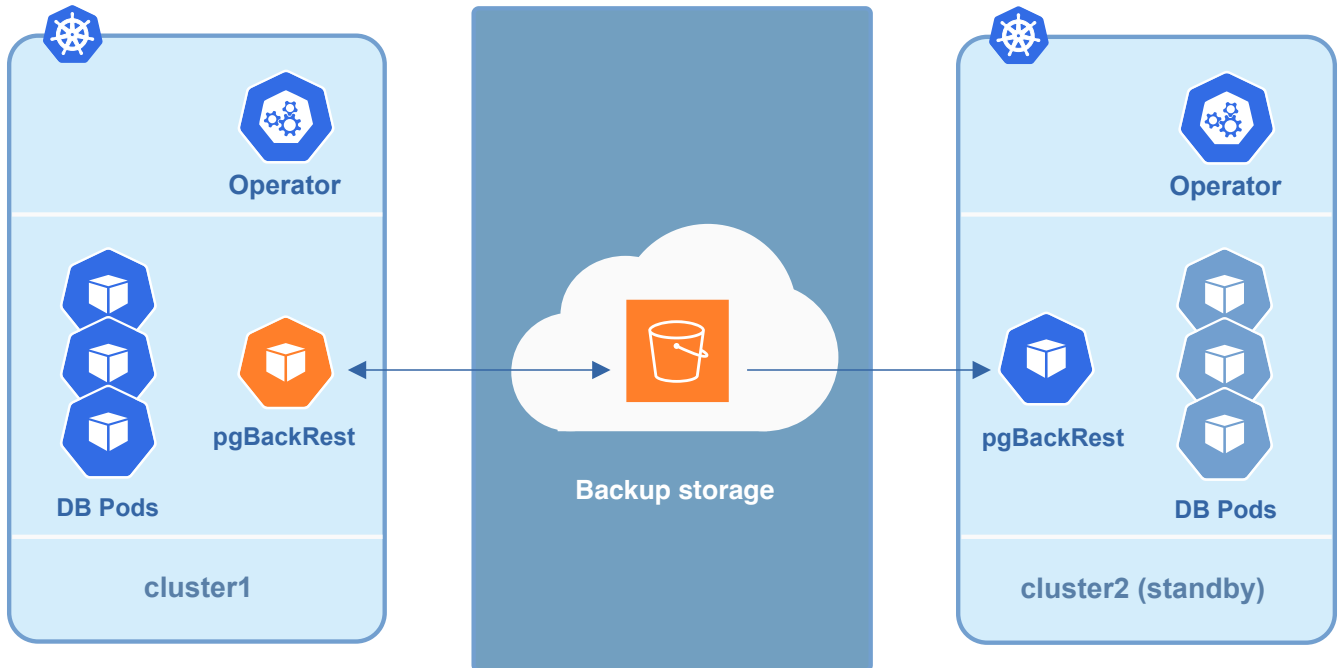 Operator
pgBackRest
DB Pods
cluster1
Backup storage
Operator
pgBackRest
DB Pods
cluster2 (standby)